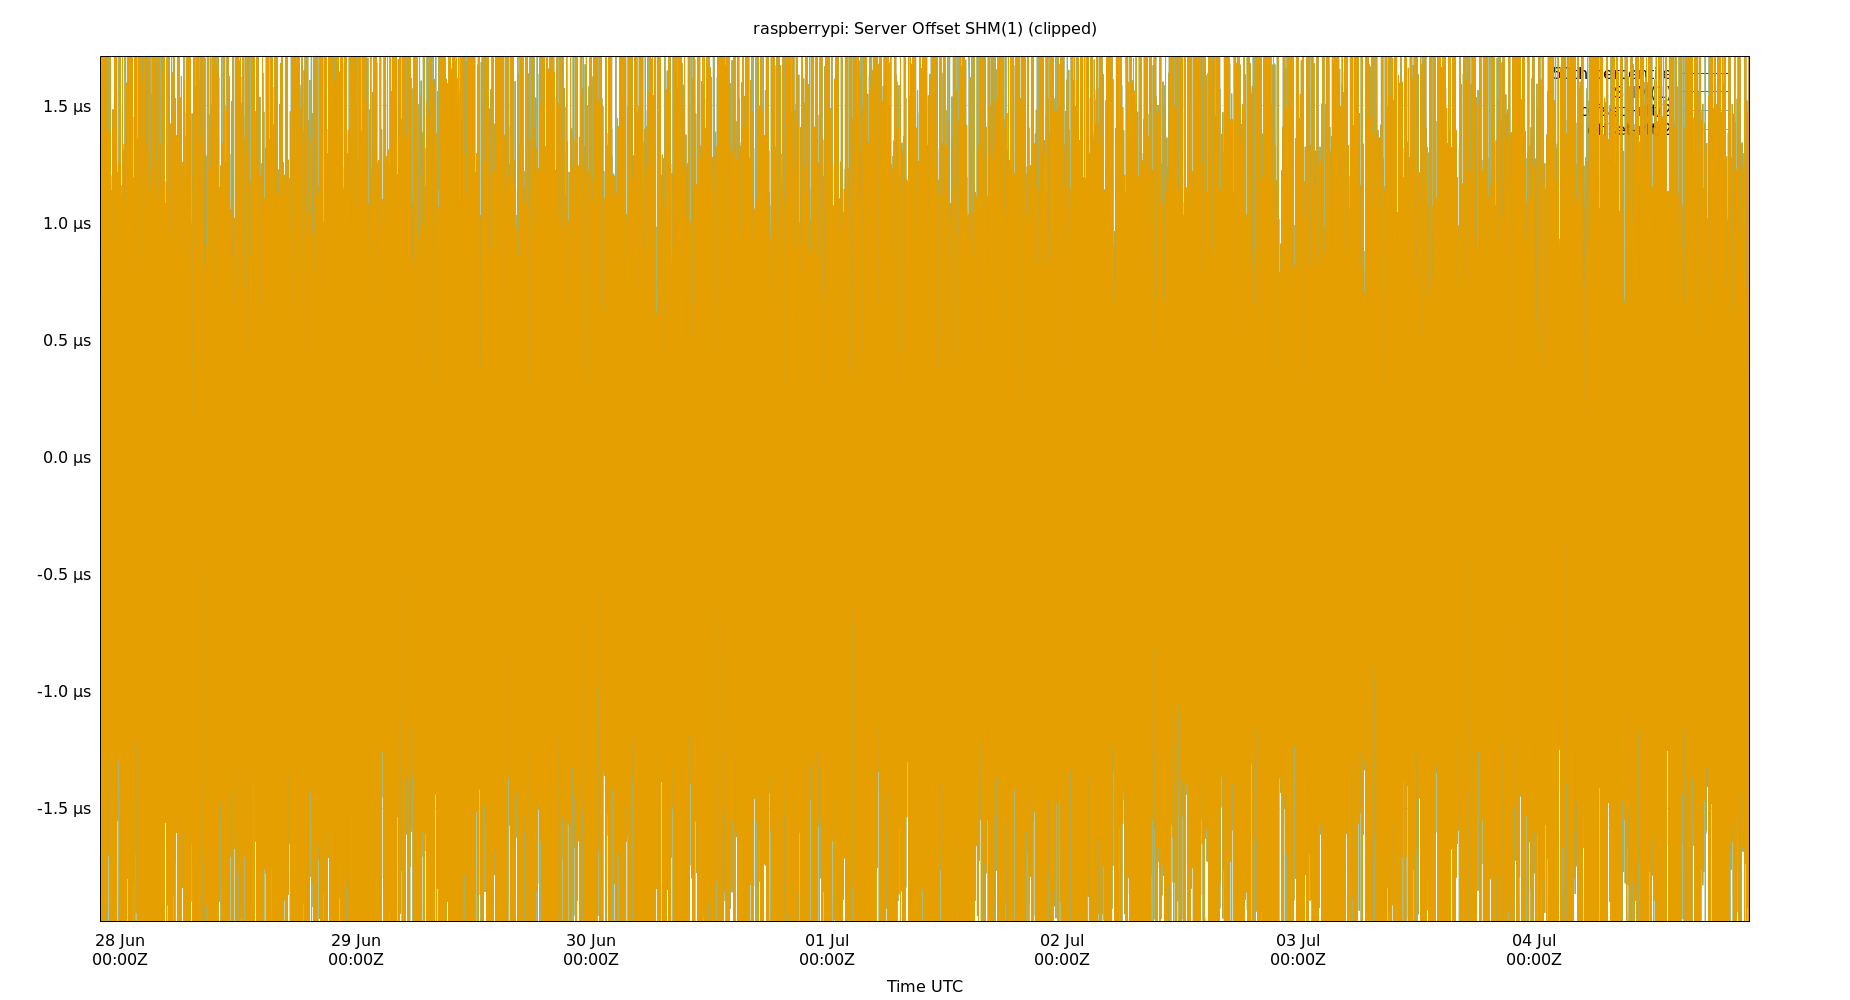 raspberrypi: Server Offset SHM(1) (clipped)
1.5 µs
1.0 µs
0.5 µs
0.0 µs
-0.5 µs
-1.0 µs
-1.5 µs
28 Jun 29 Jun 30 Jun 01 Jul 02 Jul 03 Jul 04 Jul
00:00Z 00:00Z 00:00Z 00:00Z 00:00Z 00:00Z 00:00Z
Time UTC